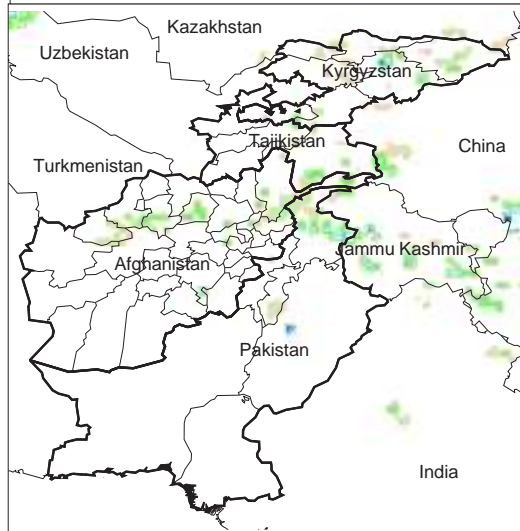 Kazakhstan
Uzbekistan
Kyrgyzstan
Tajikistan
China
Turkmenistan
Jammu Kashmir
Afghanistan
Pakistan
India